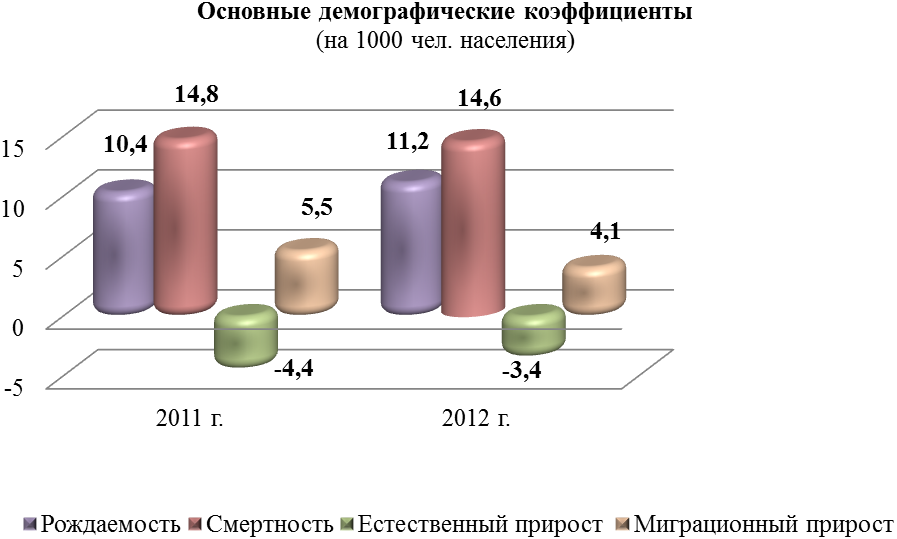 Основные демографические коэффициенты
(на 1000 чел. населения)
14,8
14,6
10,4
11,2
5,5
4,1
15
10
5
0
-5
-4,4
-3,4
2011 г.
2012 г.
Рождаемость Смертность Естественный прирост Миграционный прирост